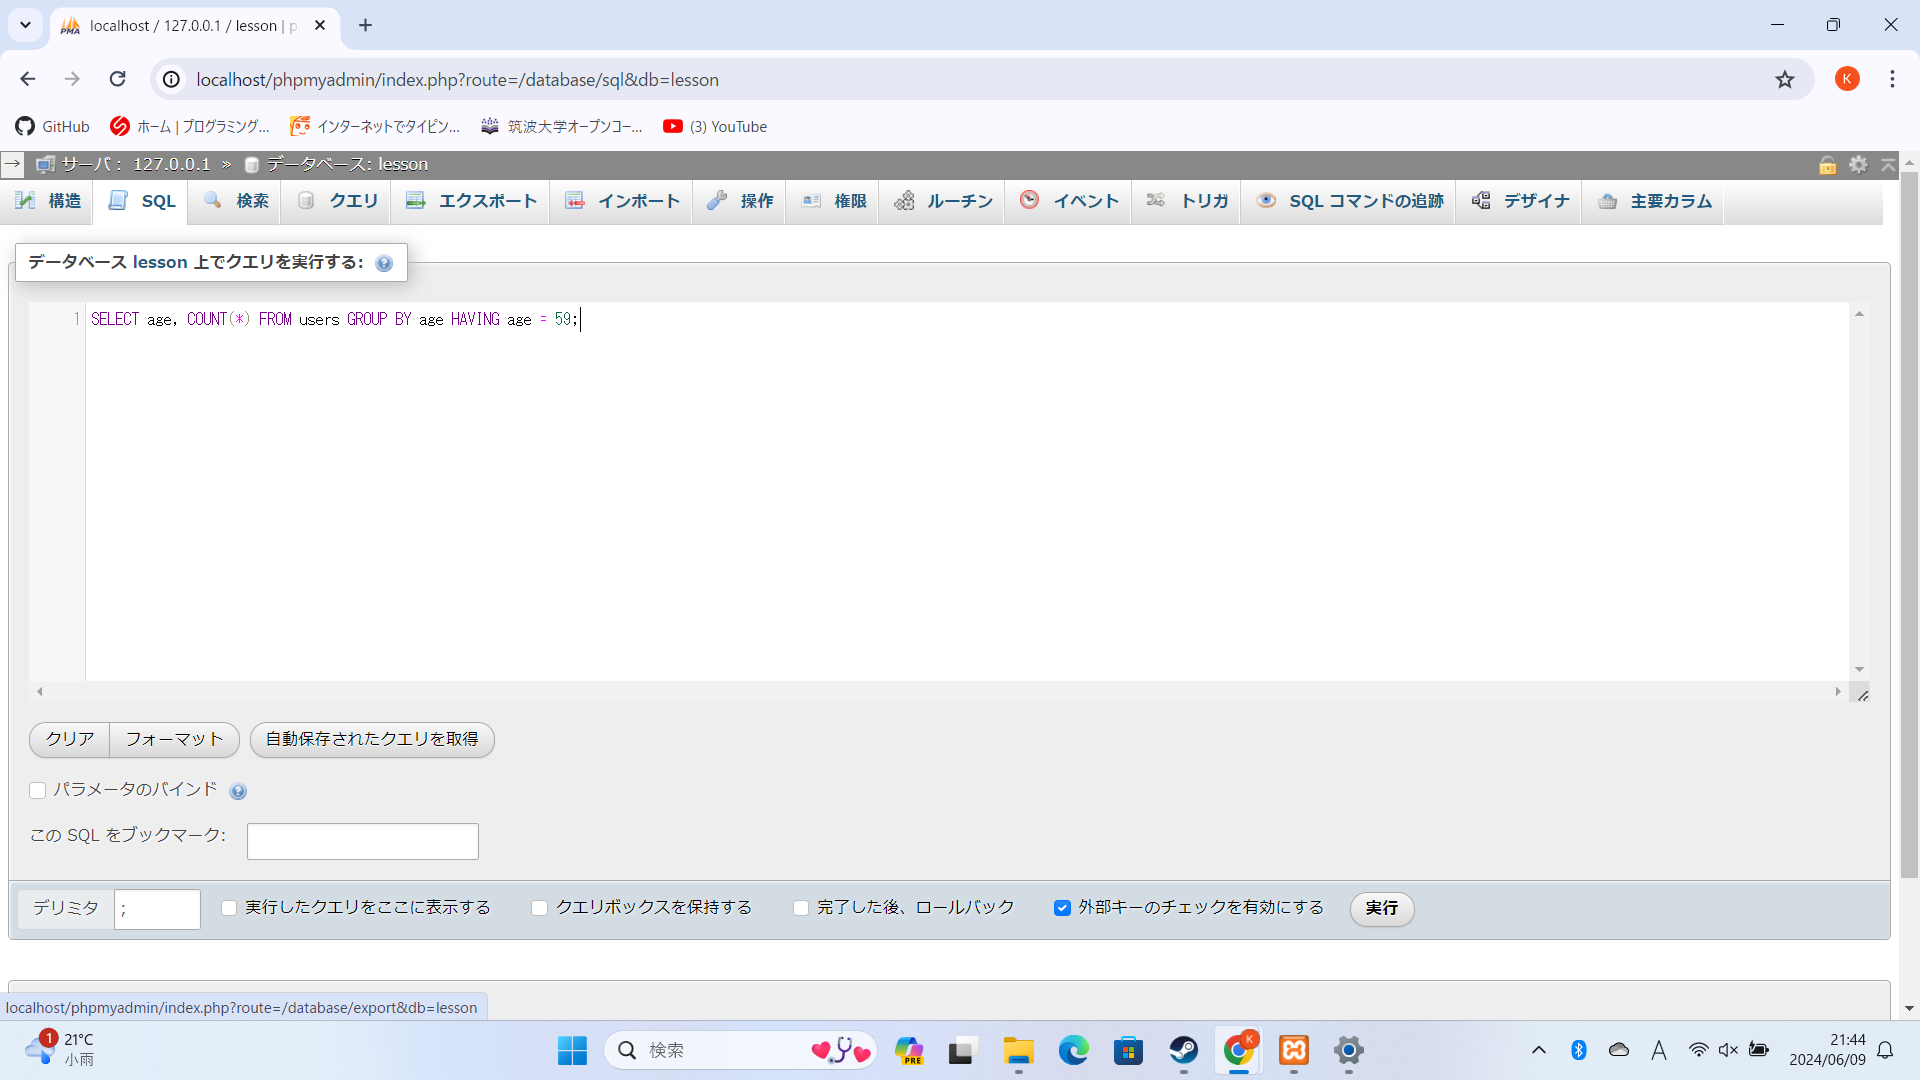 localhost / 127.0.0.1 / lesson | p
localhost/phpmyadmin/index.php?route=/database/sql&db=lesson
K
GitHub
ホーム | プログラミング...
インターネットでタイピン...
筑波大学オープンコー...
(3) YouTube
サーバ: 127.0.0.1 » データベース: lesson
構造
SQL
検索
クエリ
エクスポート
インポート
操作
権限
ルーチン
イベント
トリガ
SQL コマンドの追跡
デザイナ
主要カラム
データベース lesson 上でクエリを実行する:
1 SELECT age, COUNT(*) FROM users GROUP BY age HAVING age = 59;
クリア
フォーマット
自動保存されたクエリを取得
パラメータのバインド
この SQL をブックマーク:
デリミタ ;
実行したクエリをここに表示する
クエリボックスを保持する
完了した後、ロールバック
外部キーのチェックを有効にする
実行
localhost/phpmyadmin/index.php?route=/database/export&db=lesson
1
21°C
小雨
検索
PRE
K
A
21:44
2024/06/09